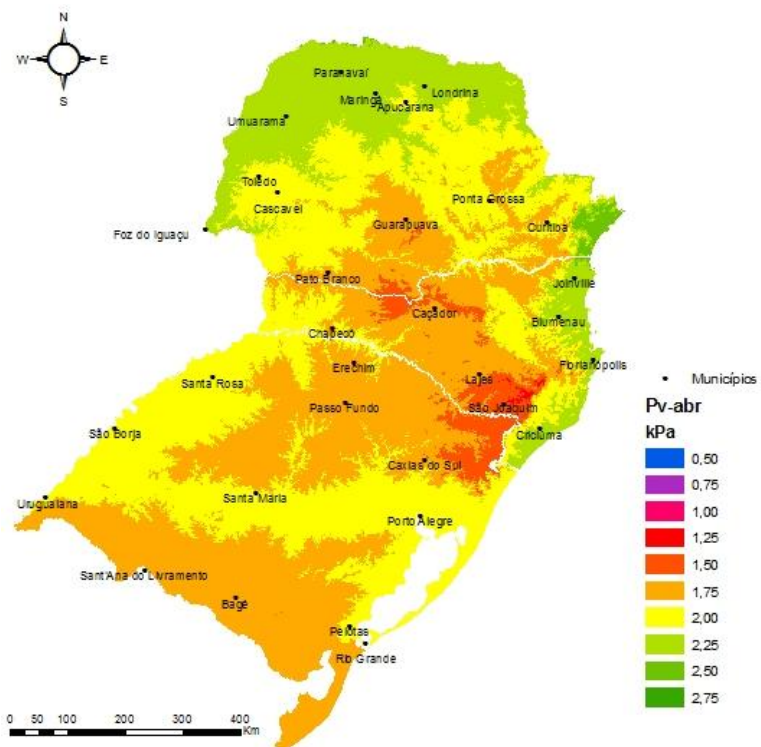 N
W E
S
Paranavaí
Londrina
Maringá
Apucarana
Umuarama
Toledo
Cascavel
Ponta Grossa
Guarapuava
Curitiba
Foz do Iguaçu
Pato Branco
Joinville
Caçador
Blumenau
Chapecó
Erechim
Florianópolis
Lajes
Santa Rosa
Passo Fundo
São Joaquim
Criciúma
São Borja
Caxias do Sul
Uruguaiana
Santa Maria
Porto Alegre
Sant'Ana do Livramento
Bagé
Pelotas
Rio Grande
Municípios
Pv-abr
kPa
0,50
0,75
1,00
1,25
1,50
1,75
2,00
2,25
2,50
2,75
0 50 100 200 300 400
Km